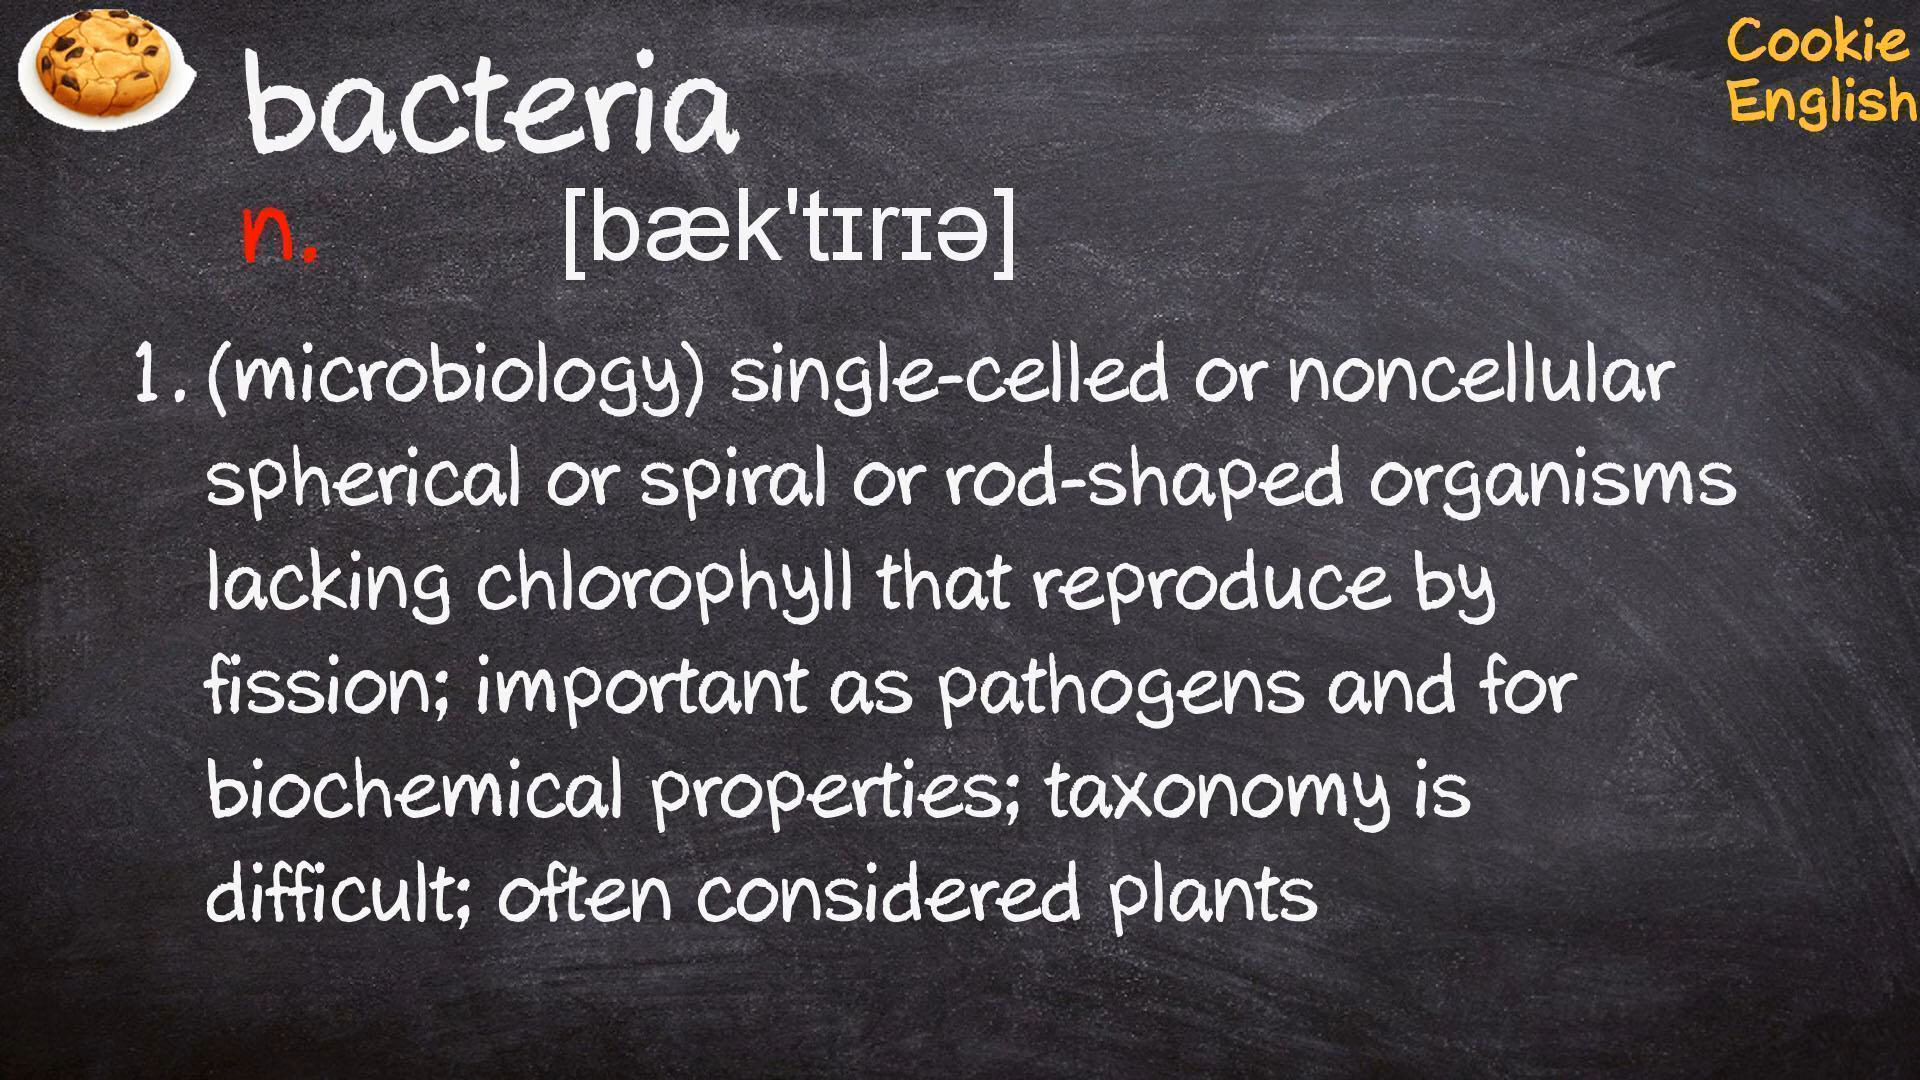 Cookie
English
bacteria
n. [bæk'tɪrɪə]
1. (microbiology) single-celled or noncellular
spherical or spiral or rod-shaped organisms
lacking chlorophyll that reproduce by
fission; important as pathogens and for
biochemical properties; taxonomy is
difficult; often considered plants